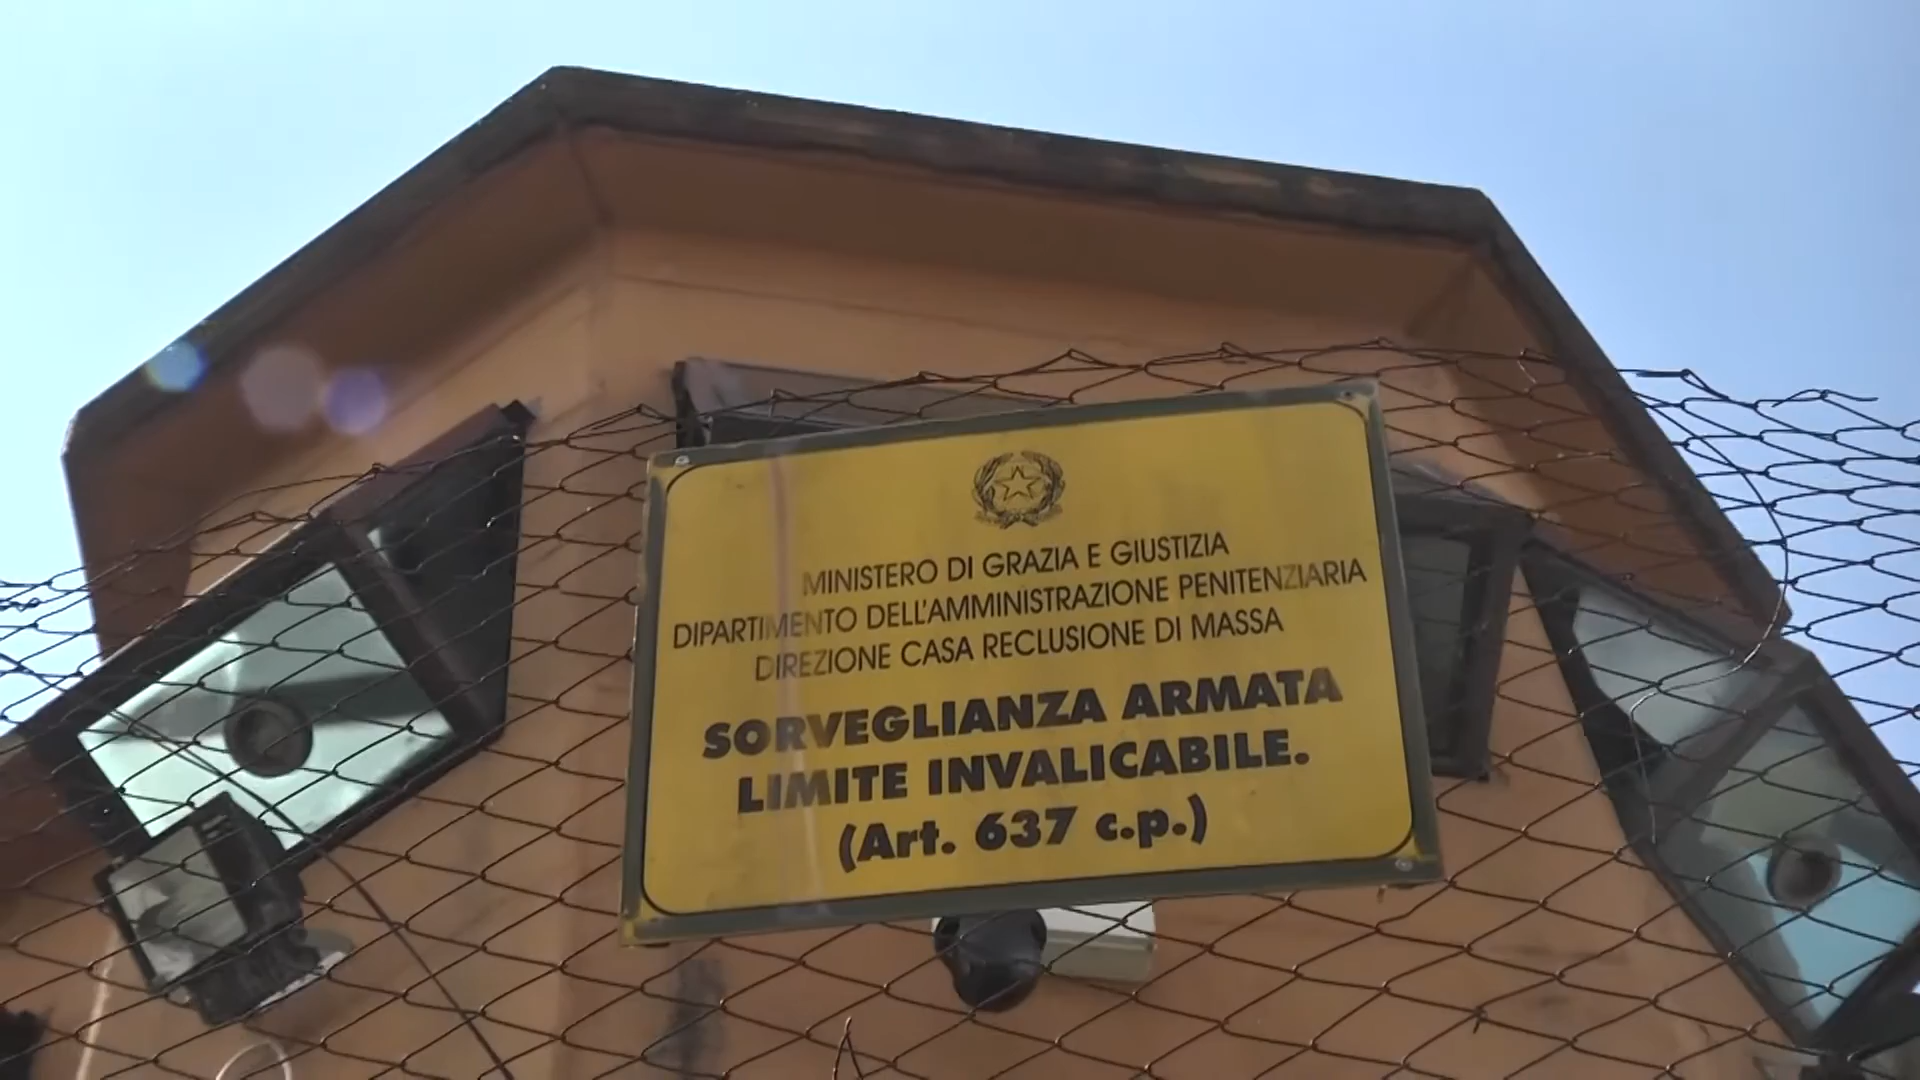 MINISTERO DI GRAZIA E GIUSTIZIA
DIPARTIMENTO DELL'AMMINISTRAZIONE PENITENZIARIA
DIREZIONE CASA RECLUSIONE DI MASSA
SORVEGLIANZA ARMATA
LIMITE INVALICABILE.
(Art. 637 c.p.)